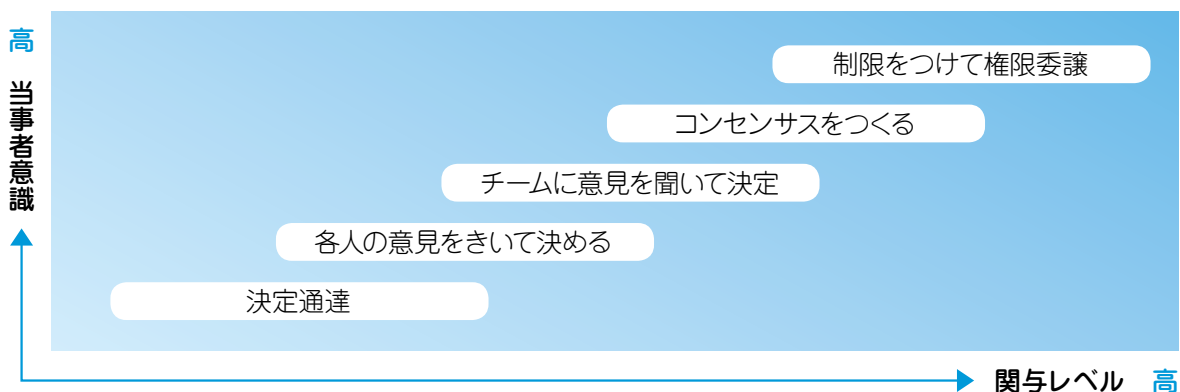 高
当事者意識
制限をつけて権限委譲
コンセンサスをつくる
チームに意見を聞いて決定
各人の意見をきいて決める
決定通達
関与レベル 高